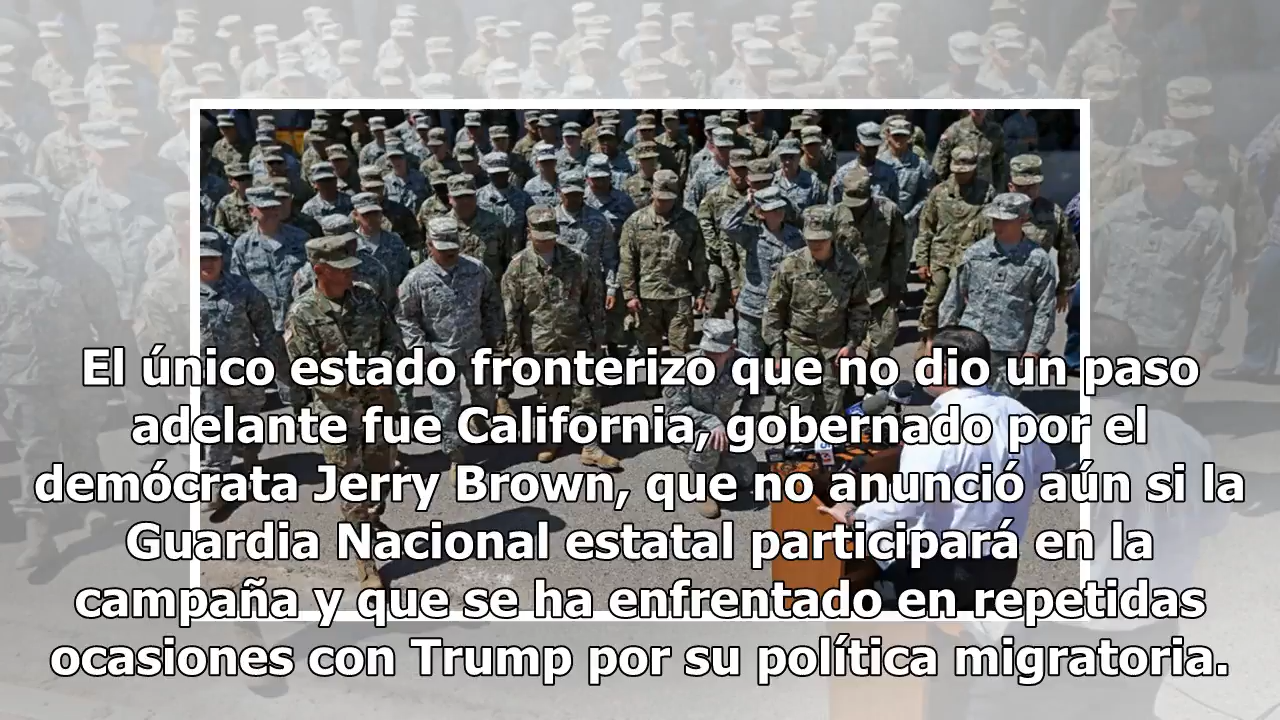 El único estado fronterizo que no dio un paso
adelante fue California, gobernado por el
demócrata Jerry Brown, que no anunció aún si la
Guardia Nacional estatal participará en la
campaña y que se ha enfrentado en repetidas
ocasiones con Trump por su política migratoria.